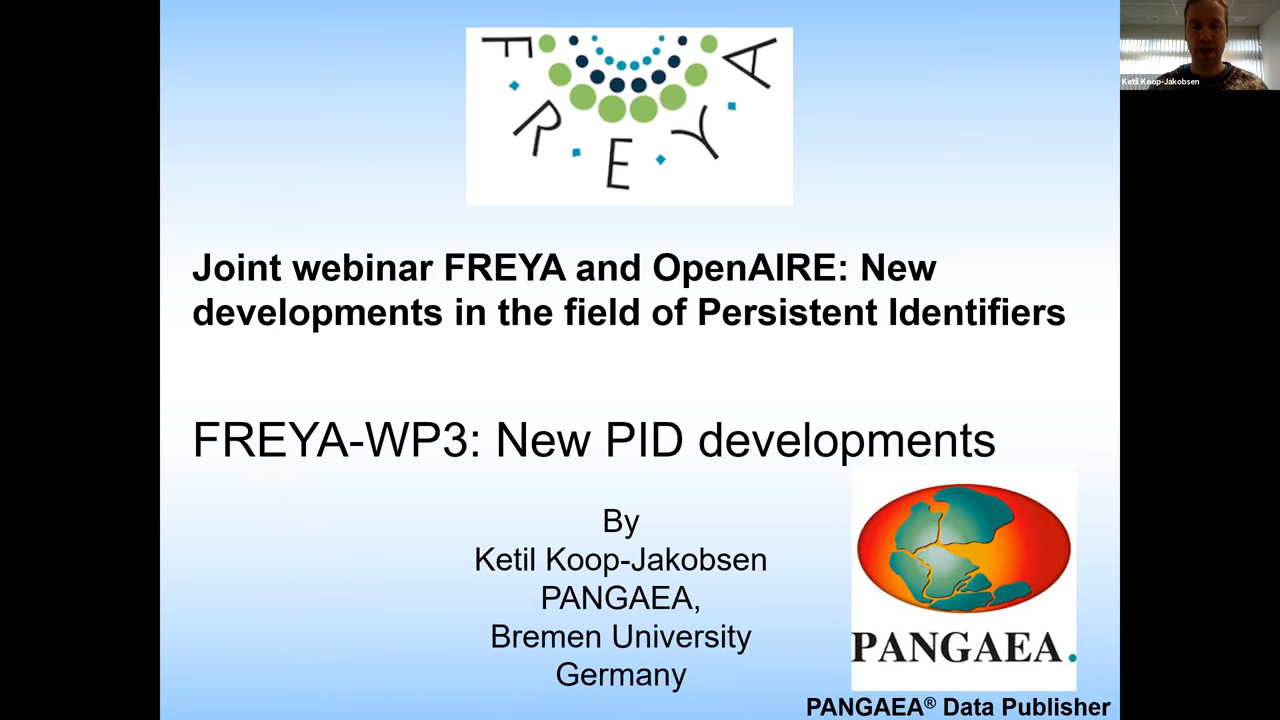 FREYA
Ketil Koop-Jakobsen
Joint webinar FREYA and OpenAIRE: New
developments in the field of Persistent Identifiers
FREYA-WP3: New PID developments
By
Ketil Koop-Jakobsen
PANGAEA,
Bremen University
Germany
PANGAEA.
PANGAEA® Data Publisher